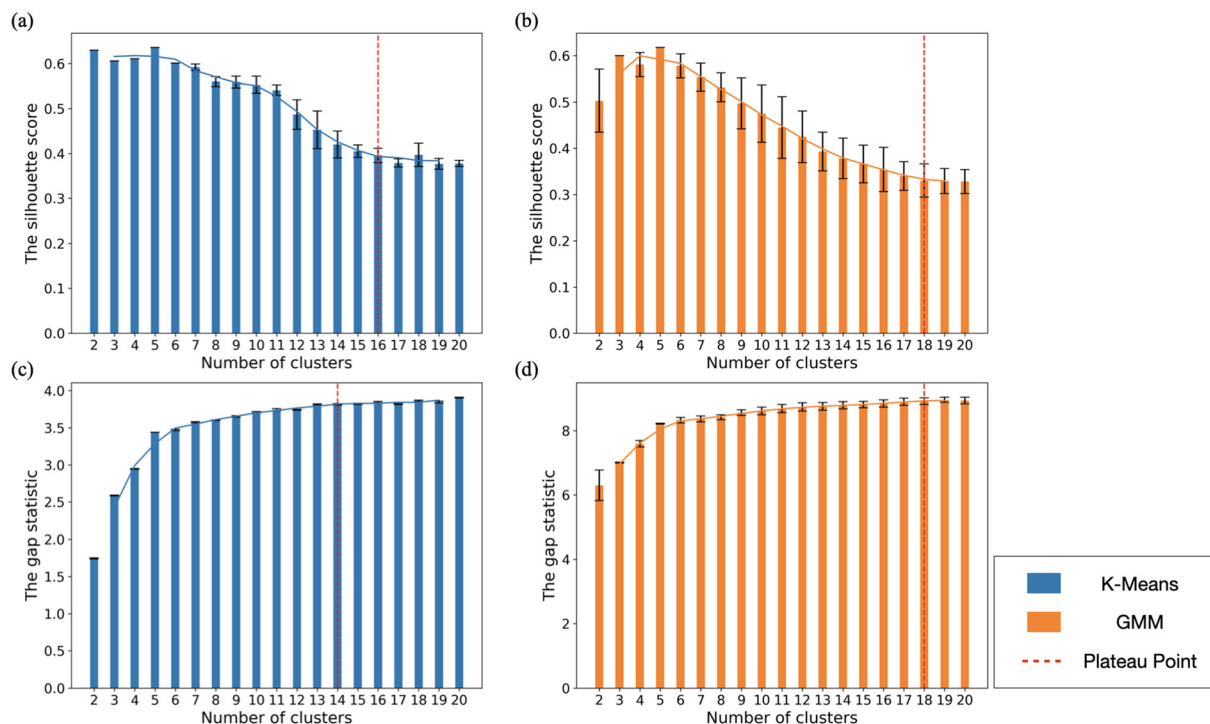 (a)
The silhouette score
0.6
0.5
0.4
0.3
0.2
0.1
0.0
2 3 4 5 6 7 8 9 10 11 12 13 14 15 16 17 18 19 20
Number of clusters
(b)
The silhouette score
0.6
0.5
0.4
0.3
0.2
0.1
0.0
2 3 4 5 6 7 8 9 10 11 12 13 14 15 16 17 18 19 20
Number of clusters
(c)
The gap statistic
4.0
3.5
3.0
2.5
2.0
1.5
1.0
0.5
0.0
2 3 4 5 6 7 8 9 10 11 12 13 14 15 16 17 18 19 20
Number of clusters
(d)
The gap statistic
8
6
4
2
0
2 3 4 5 6 7 8 9 10 11 12 13 14 15 16 17 18 19 20
Number of clusters
K-Means
GMM
Plateau Point